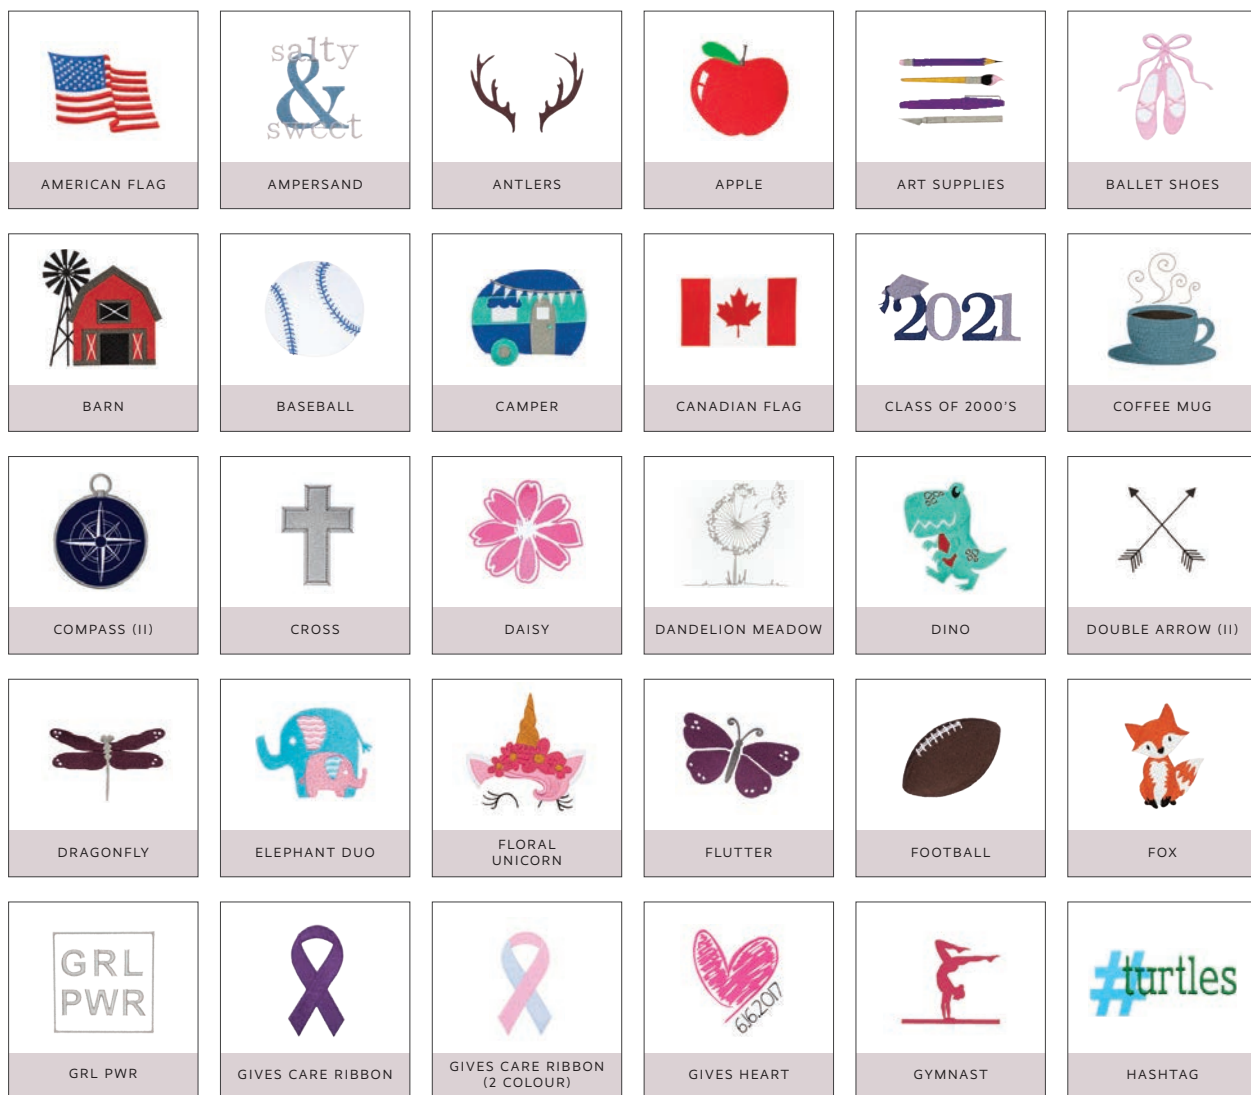 salty
&
sweet
AMERICAN FLAG
AMPERSAND
ANTLERS
APPLE
ART SUPPLIES
BALLET SHOES
2021
BARN
BASEBALL
CAMPER
CANADIAN FLAG
CLASS OF 2000'S
COFFEE MUG
COMPASS (II)
CROSS
DAISY
DANDELION MEADOW
DINO
DOUBLE ARROW (II)
DRAGONFLY
ELEPHANT DUO
FLORAL
UNICORN
FLUTTER
FOOTBALL
FOX
GRL
PWR
6.16.2017
#turtles
GRL PWR
GIVES CARE RIBBON
GIVES CARE RIBBON
(2 COLOUR)
GIVES HEART
GYMNAST
HASHTAG